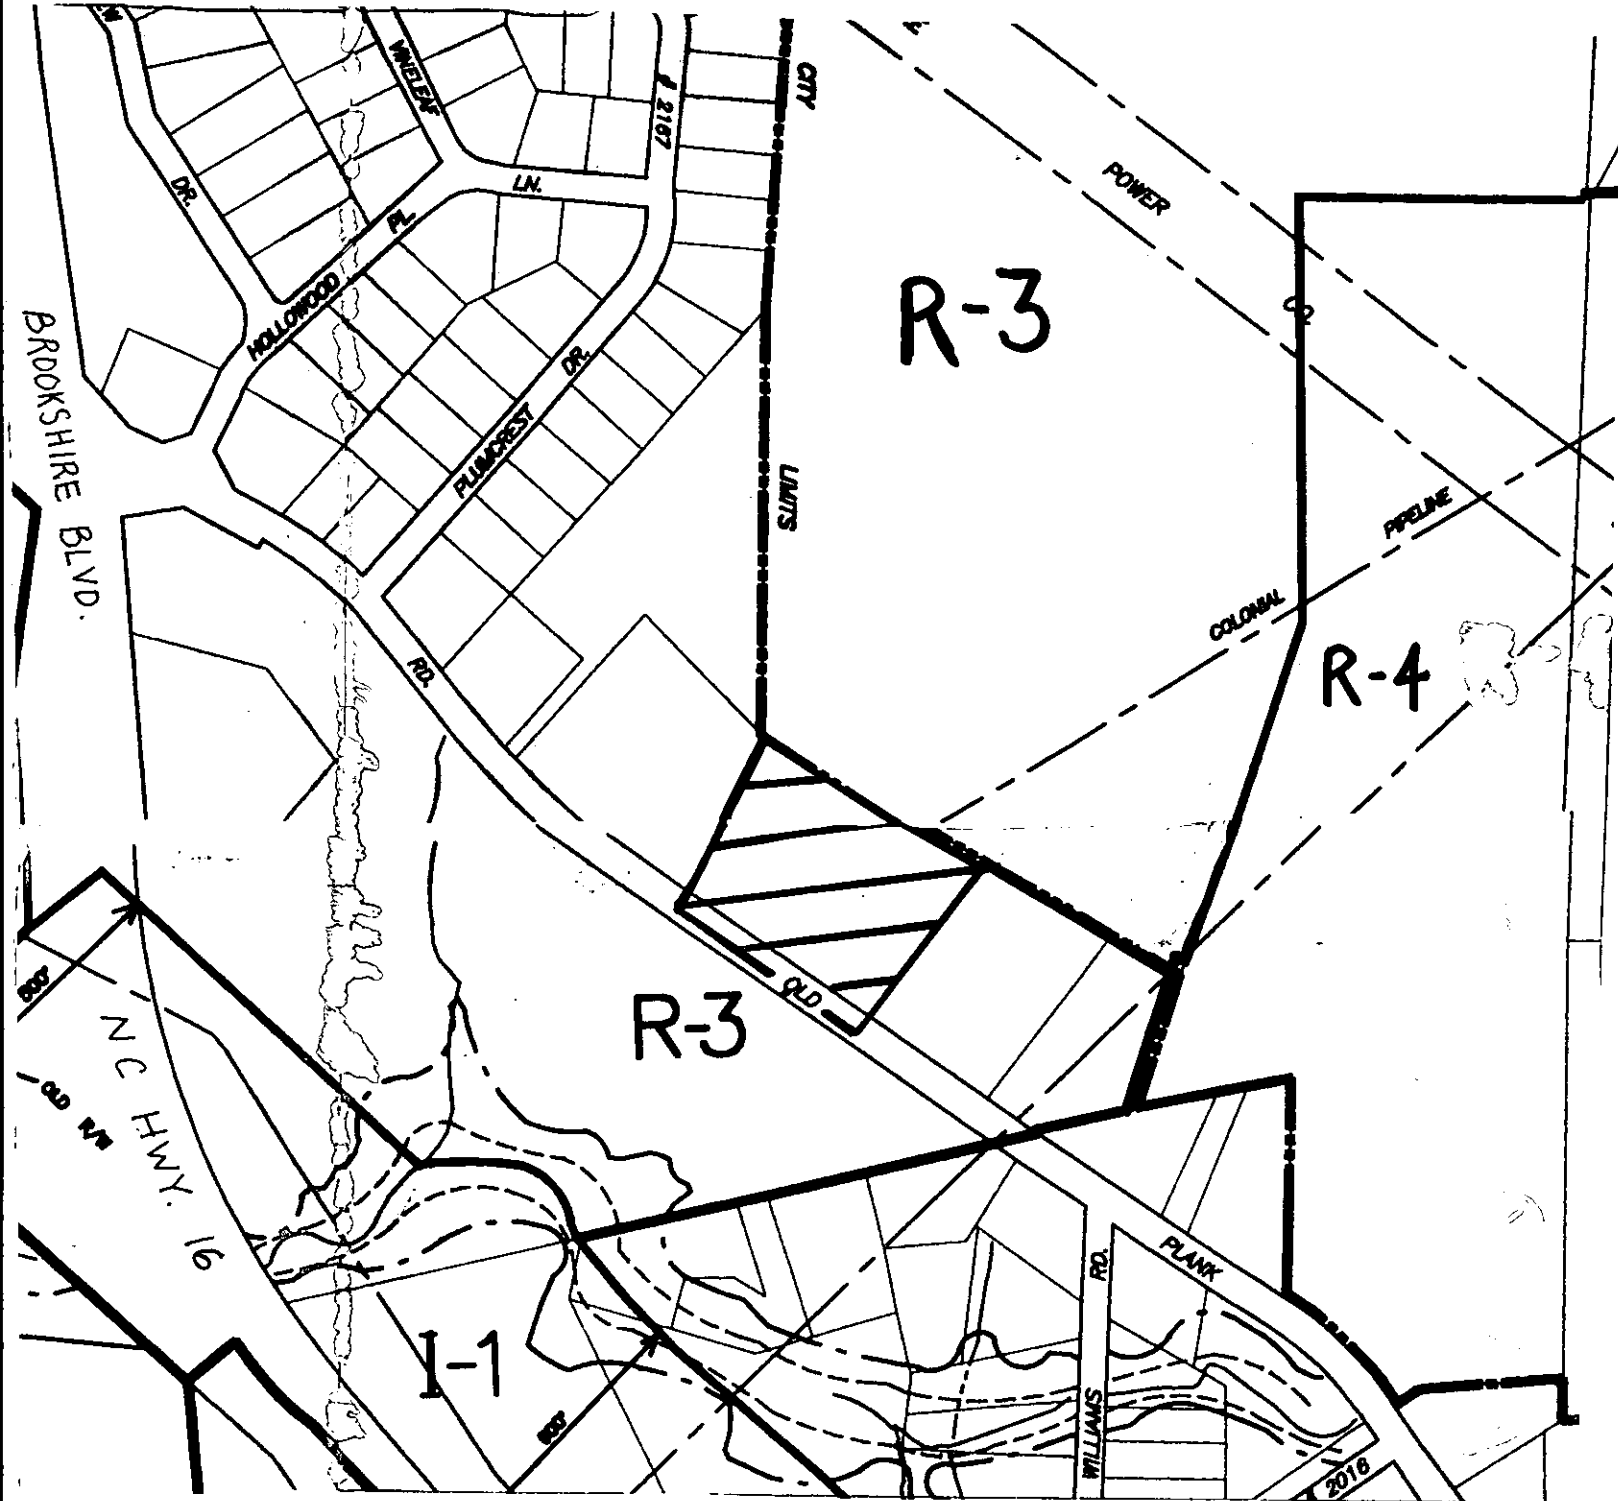 VINELEAF
CITY
# 2167
DR.
LN.
PL.
POWER
HOLLOWOOD
R-3
BROOKSHIRE BLVD.
DR.
PLUMCREST
LIMITS
PIPELINE
COLONIAL
RD.
R-4
800'
OLD
R-3
NC HWY. 16
OLD R/W
PLANK
RD.
I-1
WILLIAMS
800'
2016